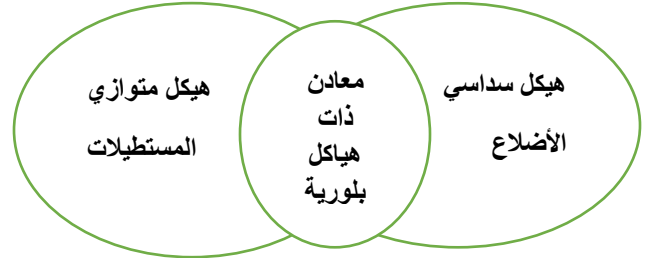 هيكل سداسي
الأضلاع
معادن
ذات
هياكل
بلورية
هيكل متوازي
المستطيلات